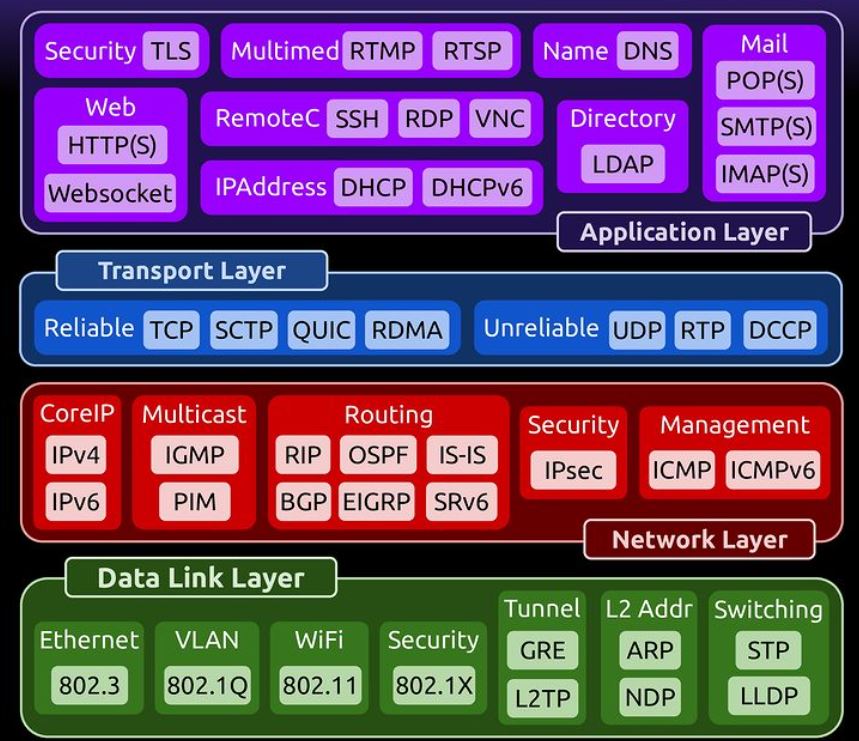 Security TLS
Multimed RTMP RTSP
Name DNS
Mail
POP(S)
SMTP(S)
IMAP(S)
Web
HTTP(S)
Websocket
RemoteC SSH RDP VNC
IPAddress DHCP DHCPv6
Directory
LDAP
Application Layer
Transport Layer
Reliable TCP SCTP QUIC RDMA
Unreliable UDP RTP DCCP
CoreIP
IPv4
IPv6
Multicast
IGMP
PIM
Routing
RIP OSPF IS-IS
BGP EIGRP SRv6
Security
IPsec
Management
ICMP ICMPv6
Network Layer
Data Link Layer
Ethernet
802.3
VLAN
802.1Q
WiFi
802.11
Security
802.1X
Tunnel
GRE
L2TP
L2 Addr
ARP
NDP
Switching
STP
LLDP